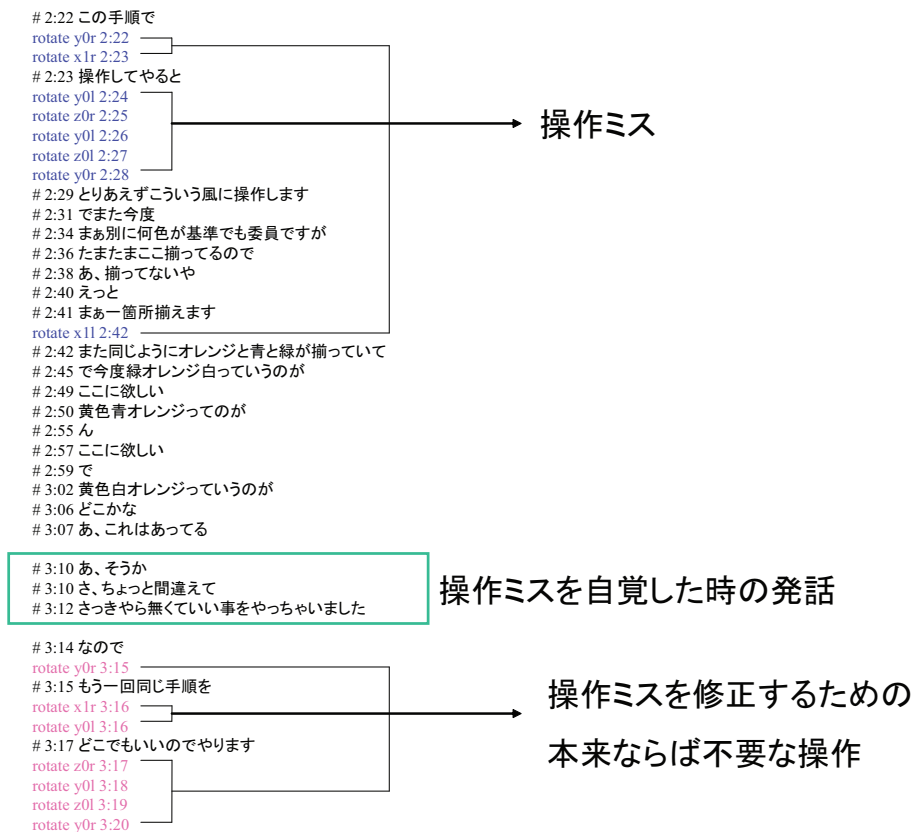 # 2:22 この手順で
rotate y0r 2:22
rotate x1r 2:23
# 2:23 操作してやると
rotate y0l 2:24
rotate z0r 2:25
rotate y0l 2:26
rotate z0l 2:27
rotate y0r 2:28
# 2:29 とりあえずこういう風に操作します
# 2:31 でまた今度
# 2:34 まぁ別に何色が基準でも委員ですが
# 2:36 たまたまここ揃ってるので
# 2:38 あ、揃ってないや
# 2:40 えっと
# 2:41 まぁ一箇所揃えます
rotate x1l 2:42
# 2:42 また同じようにオレンジと青と緑が揃っていて
# 2:45 で今度緑オレンジ白っていうのが
# 2:49 ここに欲しい
# 2:50 黄色青オレンジってのが
# 2:55 ん
# 2:57 ここに欲しい
# 2:59 で
# 3:02 黄色白オレンジっていうのが
# 3:06 どこかな
# 3:07 あ、これはあってる
操作ミス
# 3:10 あ、そうか
# 3:10 さ、ちょっと間違えて
# 3:12 さっきやら無くていい事をやっちゃいました
操作ミスを自覚した時の発話
# 3:14 なので
rotate y0r 3:15
# 3:15 もう一回同じ手順を
rotate x1r 3:16
rotate y0l 3:16
# 3:17 どこでもいいのでやります
rotate z0r 3:17
rotate y0l 3:18
rotate z0l 3:19
rotate y0r 3:20
操作ミスを修正するための
本来ならば不要な操作